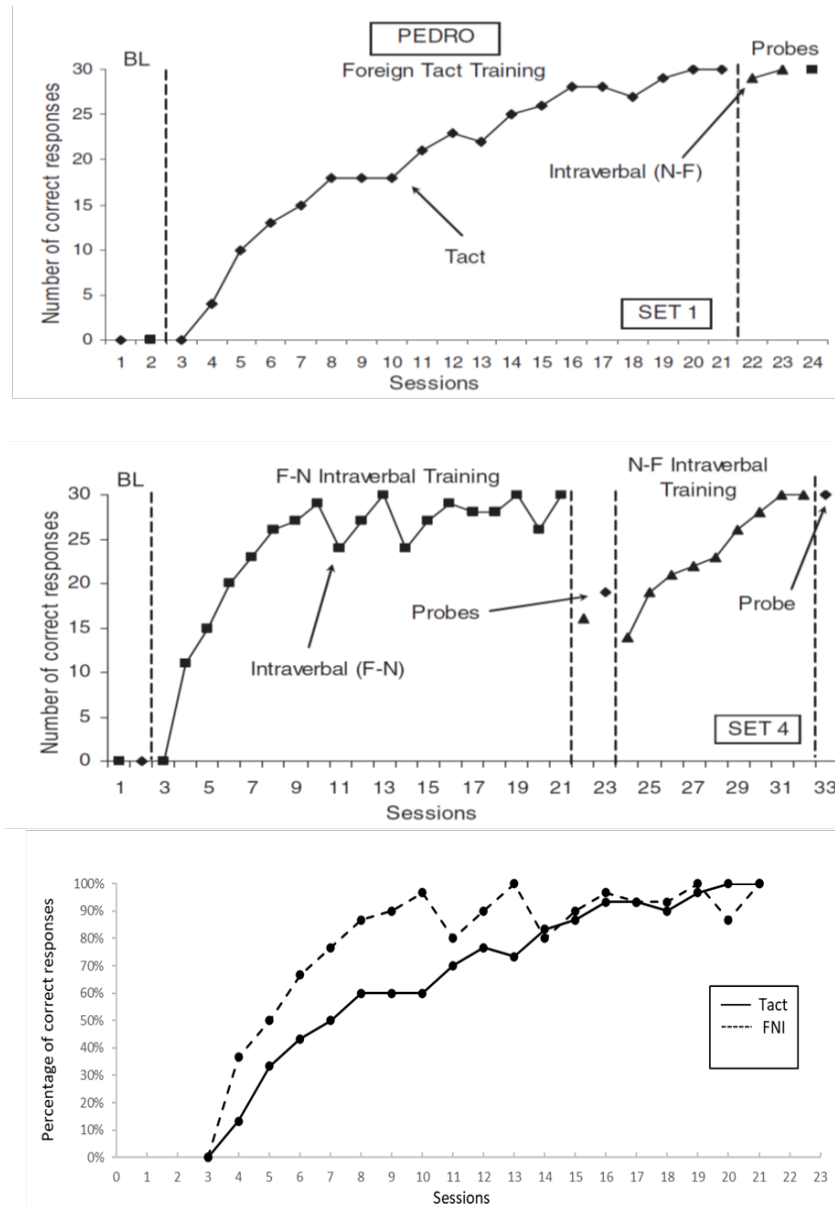 PEDRO
BL
Foreign Tact Training
Probes
Number of correct responses
30
25
20
15
10
5
0
Intraverbal (N-F)
Tact
SET 1
1 2 3 4 5 6 7 8 9 10 11 12 13 14 15 16 17 18 19 20 21 22 23 24
Sessions
BL
F-N Intraverbal Training
N-F Intraverbal
Training
Number of correct responses
30
25
20
15
10
5
0
Probes
Probe
Intraverbal (F-N)
SET 4
1 3 5 7 9 11 13 15 17 19 21 23 25 27 29 31 33
Sessions
Percentage of correct responses
100%
90%
80%
70%
60%
50%
40%
30%
20%
10%
0%
Tact
FNI
0 1 2 3 4 5 6 7 8 9 10 11 12 13 14 15 16 17 18 19 20 21 22 23
Sessions